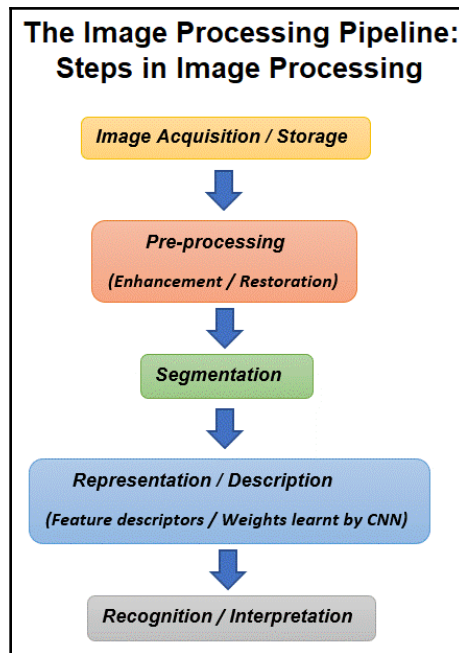 The Image Processing Pipeline:
Steps in Image Processing
Image Acquisition / Storage
Pre-processing
(Enhancement / Restoration)
Segmentation
Representation / Description
(Feature descriptors / Weights learnt by CNN)
Recognition / Interpretation